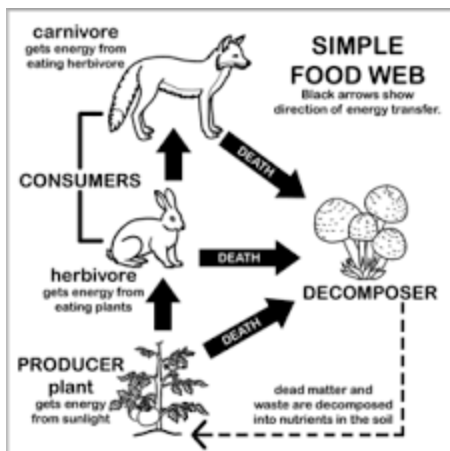 carnivore
gets energy from
eating herbivore
SIMPLE
FOOD WEB
Black arrows show
direction of energy transfer.
DEATH
CONSUMERS
DEATH
herbivore
gets energy from
eating plants
DECOMPOSER
DEATH
PRODUCER
plant
gets energy
from sunlight
dead matter and
waste are decomposed
into nutrients in the soil